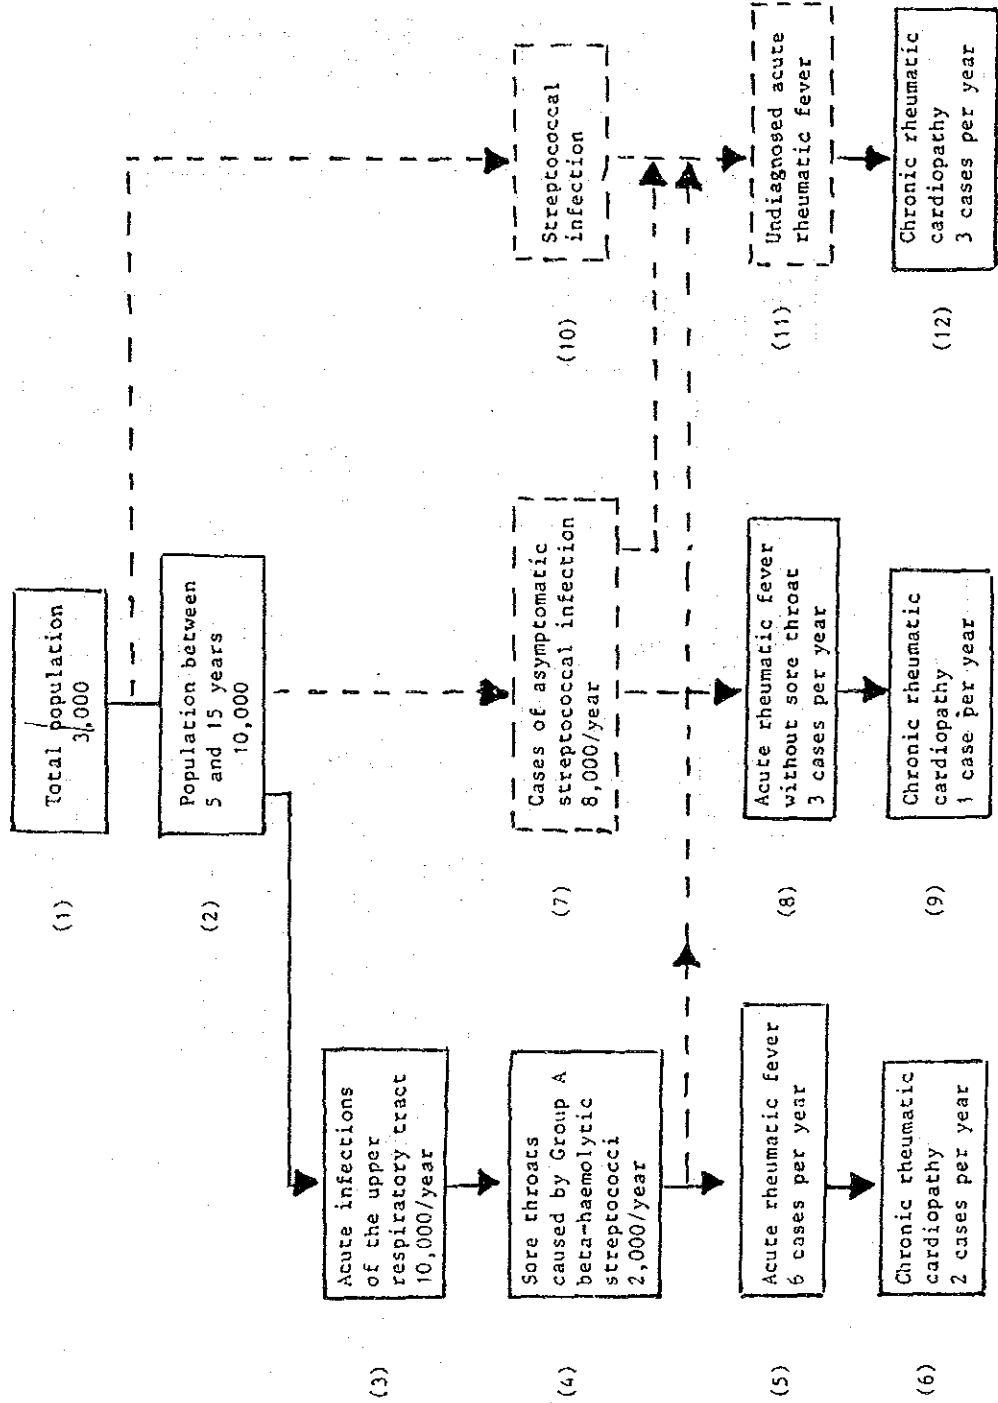 (1)
Total population
31,000
(2)
Population between
5 and 15 years
10,000
(3)
Acute infections
of the upper
respiratory tract
10,000/year
(4)
Sore throats
caused by Group A
beta-haemolytic
streptococci
2,000/year
(7)
Cases of asymptomatic
streptococcal infection
8,000/year
(10)
Streptococcal
infection
(5)
Acute rheumatic fever
6 cases per year
(8)
Acute rheumatic fever
without sore throat
3 cases per year
(11)
Undiagnosed acute
rheumatic fever
(6)
Chronic rheumatic
cardiopathy
2 cases per year
(9)
Chronic rheumatic
cardiopathy
1 case per year
(12)
Chronic rheumatic
cardiopathy
3 cases per year